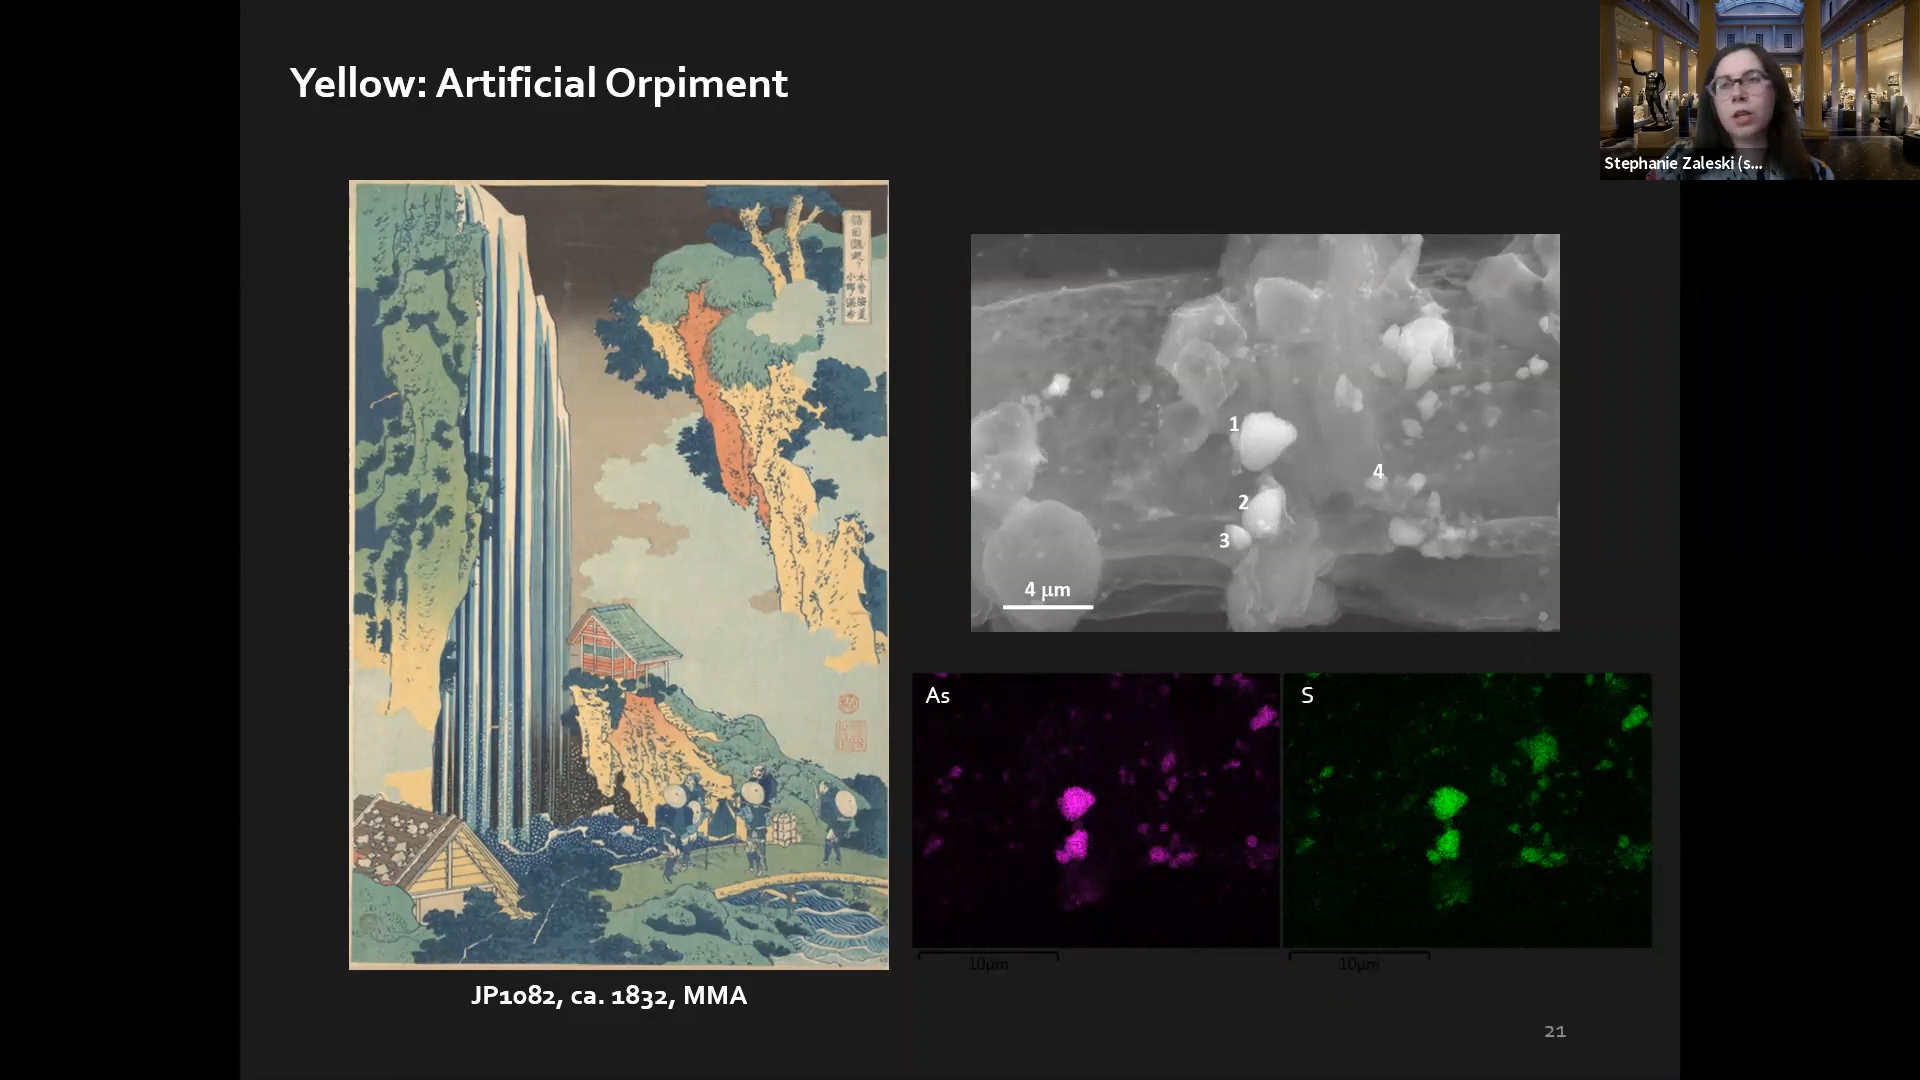 Yellow: Artificial Orpiment
Stephanie Zaleski (s...
1
2
3
4
4 μm
As
S
10μm
10μm
JP1082, ca. 1832, MMA
21